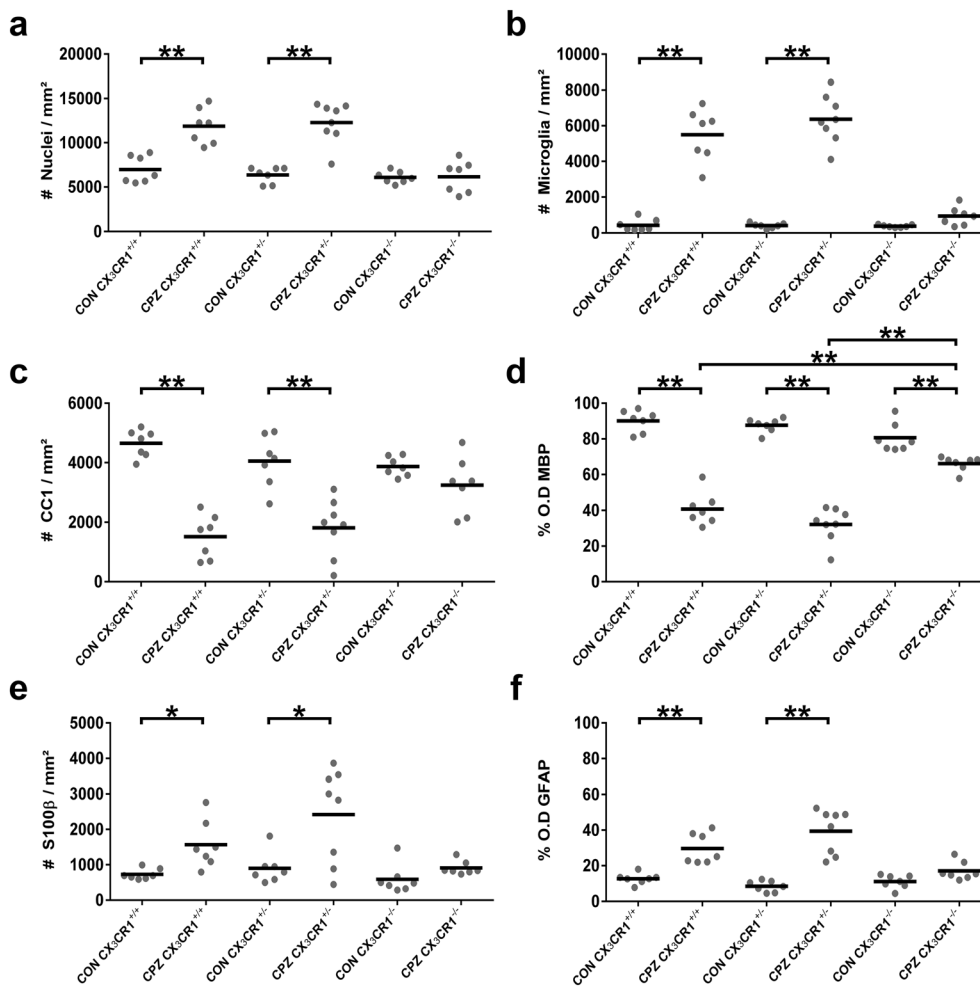 a
# Nuclei / mm²
20000
15000
10000
5000
0
** **
CON CX₃CR1⁺/⁺
CPZ CX₃CR1⁺/⁺
CON CX₃CR1⁺/⁻
CPZ CX₃CR1⁺/⁻
CON CX₃CR1⁻/⁻
CPZ CX₃CR1⁻/⁻
b
# Microglia / mm²
10000
8000
6000
4000
2000
0
** **
CON CX₃CR1⁺/⁺
CPZ CX₃CR1⁺/⁺
CON CX₃CR1⁺/⁻
CPZ CX₃CR1⁺/⁻
CON CX₃CR1⁻/⁻
CPZ CX₃CR1⁻/⁻
c
# CC1 / mm²
6000
4000
2000
0
** **
CON CX₃CR1⁺/⁺
CPZ CX₃CR1⁺/⁺
CON CX₃CR1⁺/⁻
CPZ CX₃CR1⁺/⁻
CON CX₃CR1⁻/⁻
CPZ CX₃CR1⁻/⁻
d
% O.D MBP
100
80
60
40
20
0
**
**
** ** **
CON CX₃CR1⁺/⁺
CPZ CX₃CR1⁺/⁺
CON CX₃CR1⁺/⁻
CPZ CX₃CR1⁺/⁻
CON CX₃CR1⁻/⁻
CPZ CX₃CR1⁻/⁻
e
# S100β / mm²
5000
4000
3000
2000
1000
0
* *
CON CX₃CR1⁺/⁺
CPZ CX₃CR1⁺/⁺
CON CX₃CR1⁺/⁻
CPZ CX₃CR1⁺/⁻
CON CX₃CR1⁻/⁻
CPZ CX₃CR1⁻/⁻
f
% O.D GFAP
100
80
60
40
20
0
** **
CON CX₃CR1⁺/⁺
CPZ CX₃CR1⁺/⁺
CON CX₃CR1⁺/⁻
CPZ CX₃CR1⁺/⁻
CON CX₃CR1⁻/⁻
CPZ CX₃CR1⁻/⁻